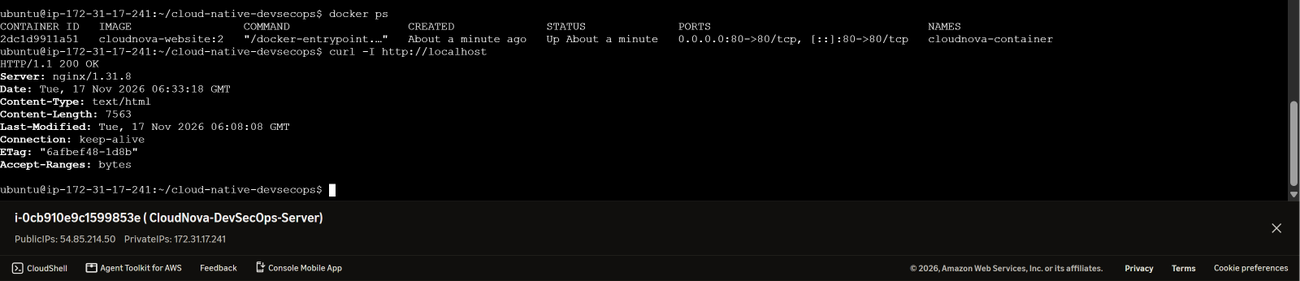 ubuntu@ip-172-31-17-241:~/cloud-native-devsecops$ docker ps
CONTAINER ID   IMAGE                 COMMAND                  CREATED              STATUS              PORTS                                 NAMES
2dc1d9911a51   cloudnova-website:2   "/docker-entrypoint.…"   About a minute ago   Up About a minute   0.0.0.0:80->80/tcp, [::]:80->80/tcp   cloudnova-container
ubuntu@ip-172-31-17-241:~/cloud-native-devsecops$ curl -I http://localhost
HTTP/1.1 200 OK
Server: nginx/1.31.8
Date: Tue, 17 Nov 2026 06:33:18 GMT
Content-Type: text/html
Content-Length: 7563
Last-Modified: Tue, 17 Nov 2026 06:08:08 GMT
Connection: keep-alive
ETag: "6afbef48-1d8b"
Accept-Ranges: bytes
ubuntu@ip-172-31-17-241:~/cloud-native-devsecops$
i-0cb910e9c1599853e (CloudNova-DevSecOps-Server)
PublicIPs: 54.85.214.50 PrivateIPs: 172.31.17.241
CloudShell Agent Toolkit for AWS Feedback Console Mobile App © 2026, Amazon Web Services, Inc. or its affiliates. Privacy Terms Cookie preferences